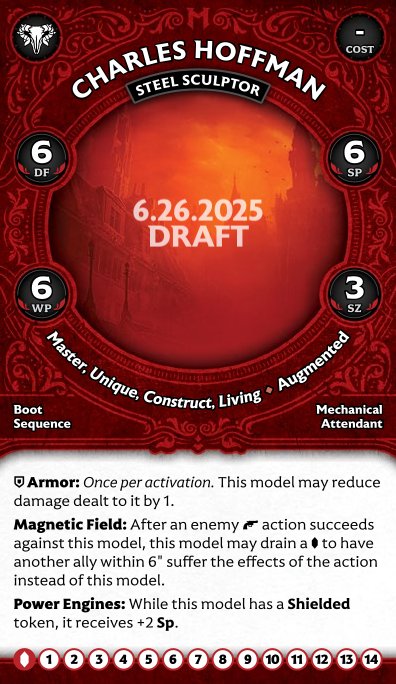 -
COST
CHARLES HOFFMAN
STEEL SCULPTOR
6
DF
6
SP
6.26.2025
DRAFT
6
WP
3
SZ
Master, Unique, Construct, Living ♦ Augmented
Boot
Sequence
Mechanical
Attendant
Armor: Once per activation. This model may reduce
damage dealt to it by 1.
Magnetic Field: After an enemy action succeeds
against this model, this model may drain a to have
another ally within 6" suffer the effects of the action
instead of this model.
Power Engines: While this model has a Shielded
token, it receives +2 Sp.
1 2 3 4 5 6 7 8 9 10 11 12 13 14